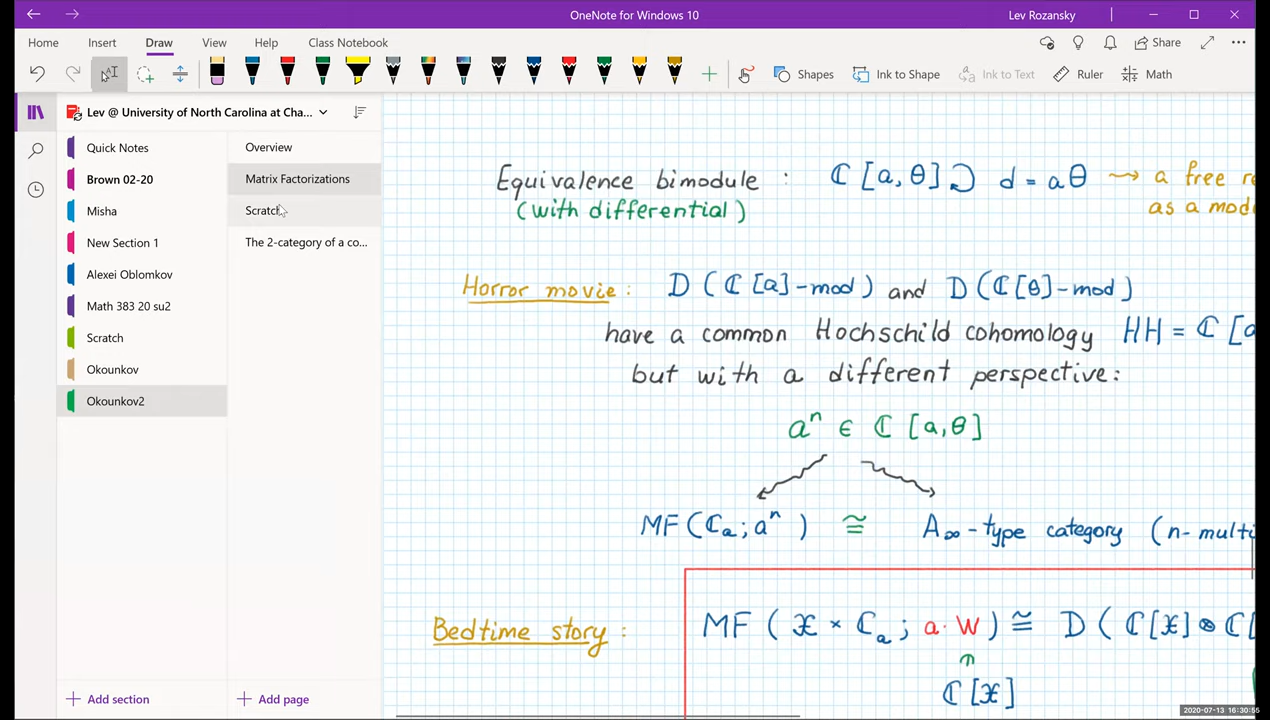 OneNote for Windows 10
Lev Rozansky
Home Insert Draw View Help Class Notebook
Share
Shapes Ink to Shape Ink to Text Ruler Math
Lev @ University of North Carolina at Cha...
Quick Notes
Brown 02-20
Misha
New Section 1
Alexei Oblomkov
Math 383 20 su2
Scratch
Okounkov
Okounkov2
Add section
Overview
Matrix Factorizations
Scratch
The 2-category of a co...
Add page
Equivalence bimodule : ℂ[a,θ] d = aθ ⇝ a free
(with differential) as a
Horror movie: D(ℂ[a]-mod) and D(ℂ[θ]-mod)
have a common Hochschild cohomology HH = ℂ[a
but with a different perspective:
aⁿ ∈ ℂ[a,θ]
MF(ℂₐ;aⁿ) ≅ A∞-type category (n-
Bedtime story: MF(𝒳 × ℂₐ; a·W) ≅ D(ℂ[𝒳]⊗ℂ[
↑
ℂ[𝒳]
2020-07-13 16:30:55